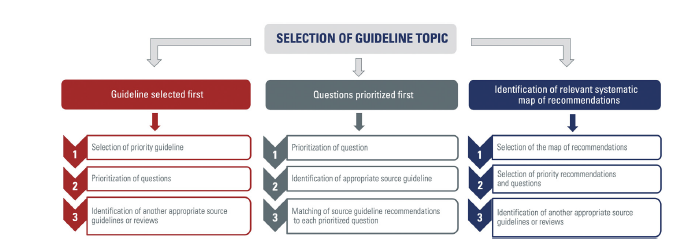 SELECTION OF GUIDELINE TOPIC
Guideline selected first
1
Selection of priority guideline
2
Prioritization of questions
3
Identification of another appropriate source
guidelines or reviews
Questions prioritized first
1
Prioritization of question
2
Identification of appropriate source guideline
3
Matching of source guideline recommendations
to each prioritized question
Identification of relevant systematic
map of recommendations
1
Selection of the map of recommendations
2
Selection of priority recommendations
and questions
3
Identification of another appropriate source
guidelines or reviews